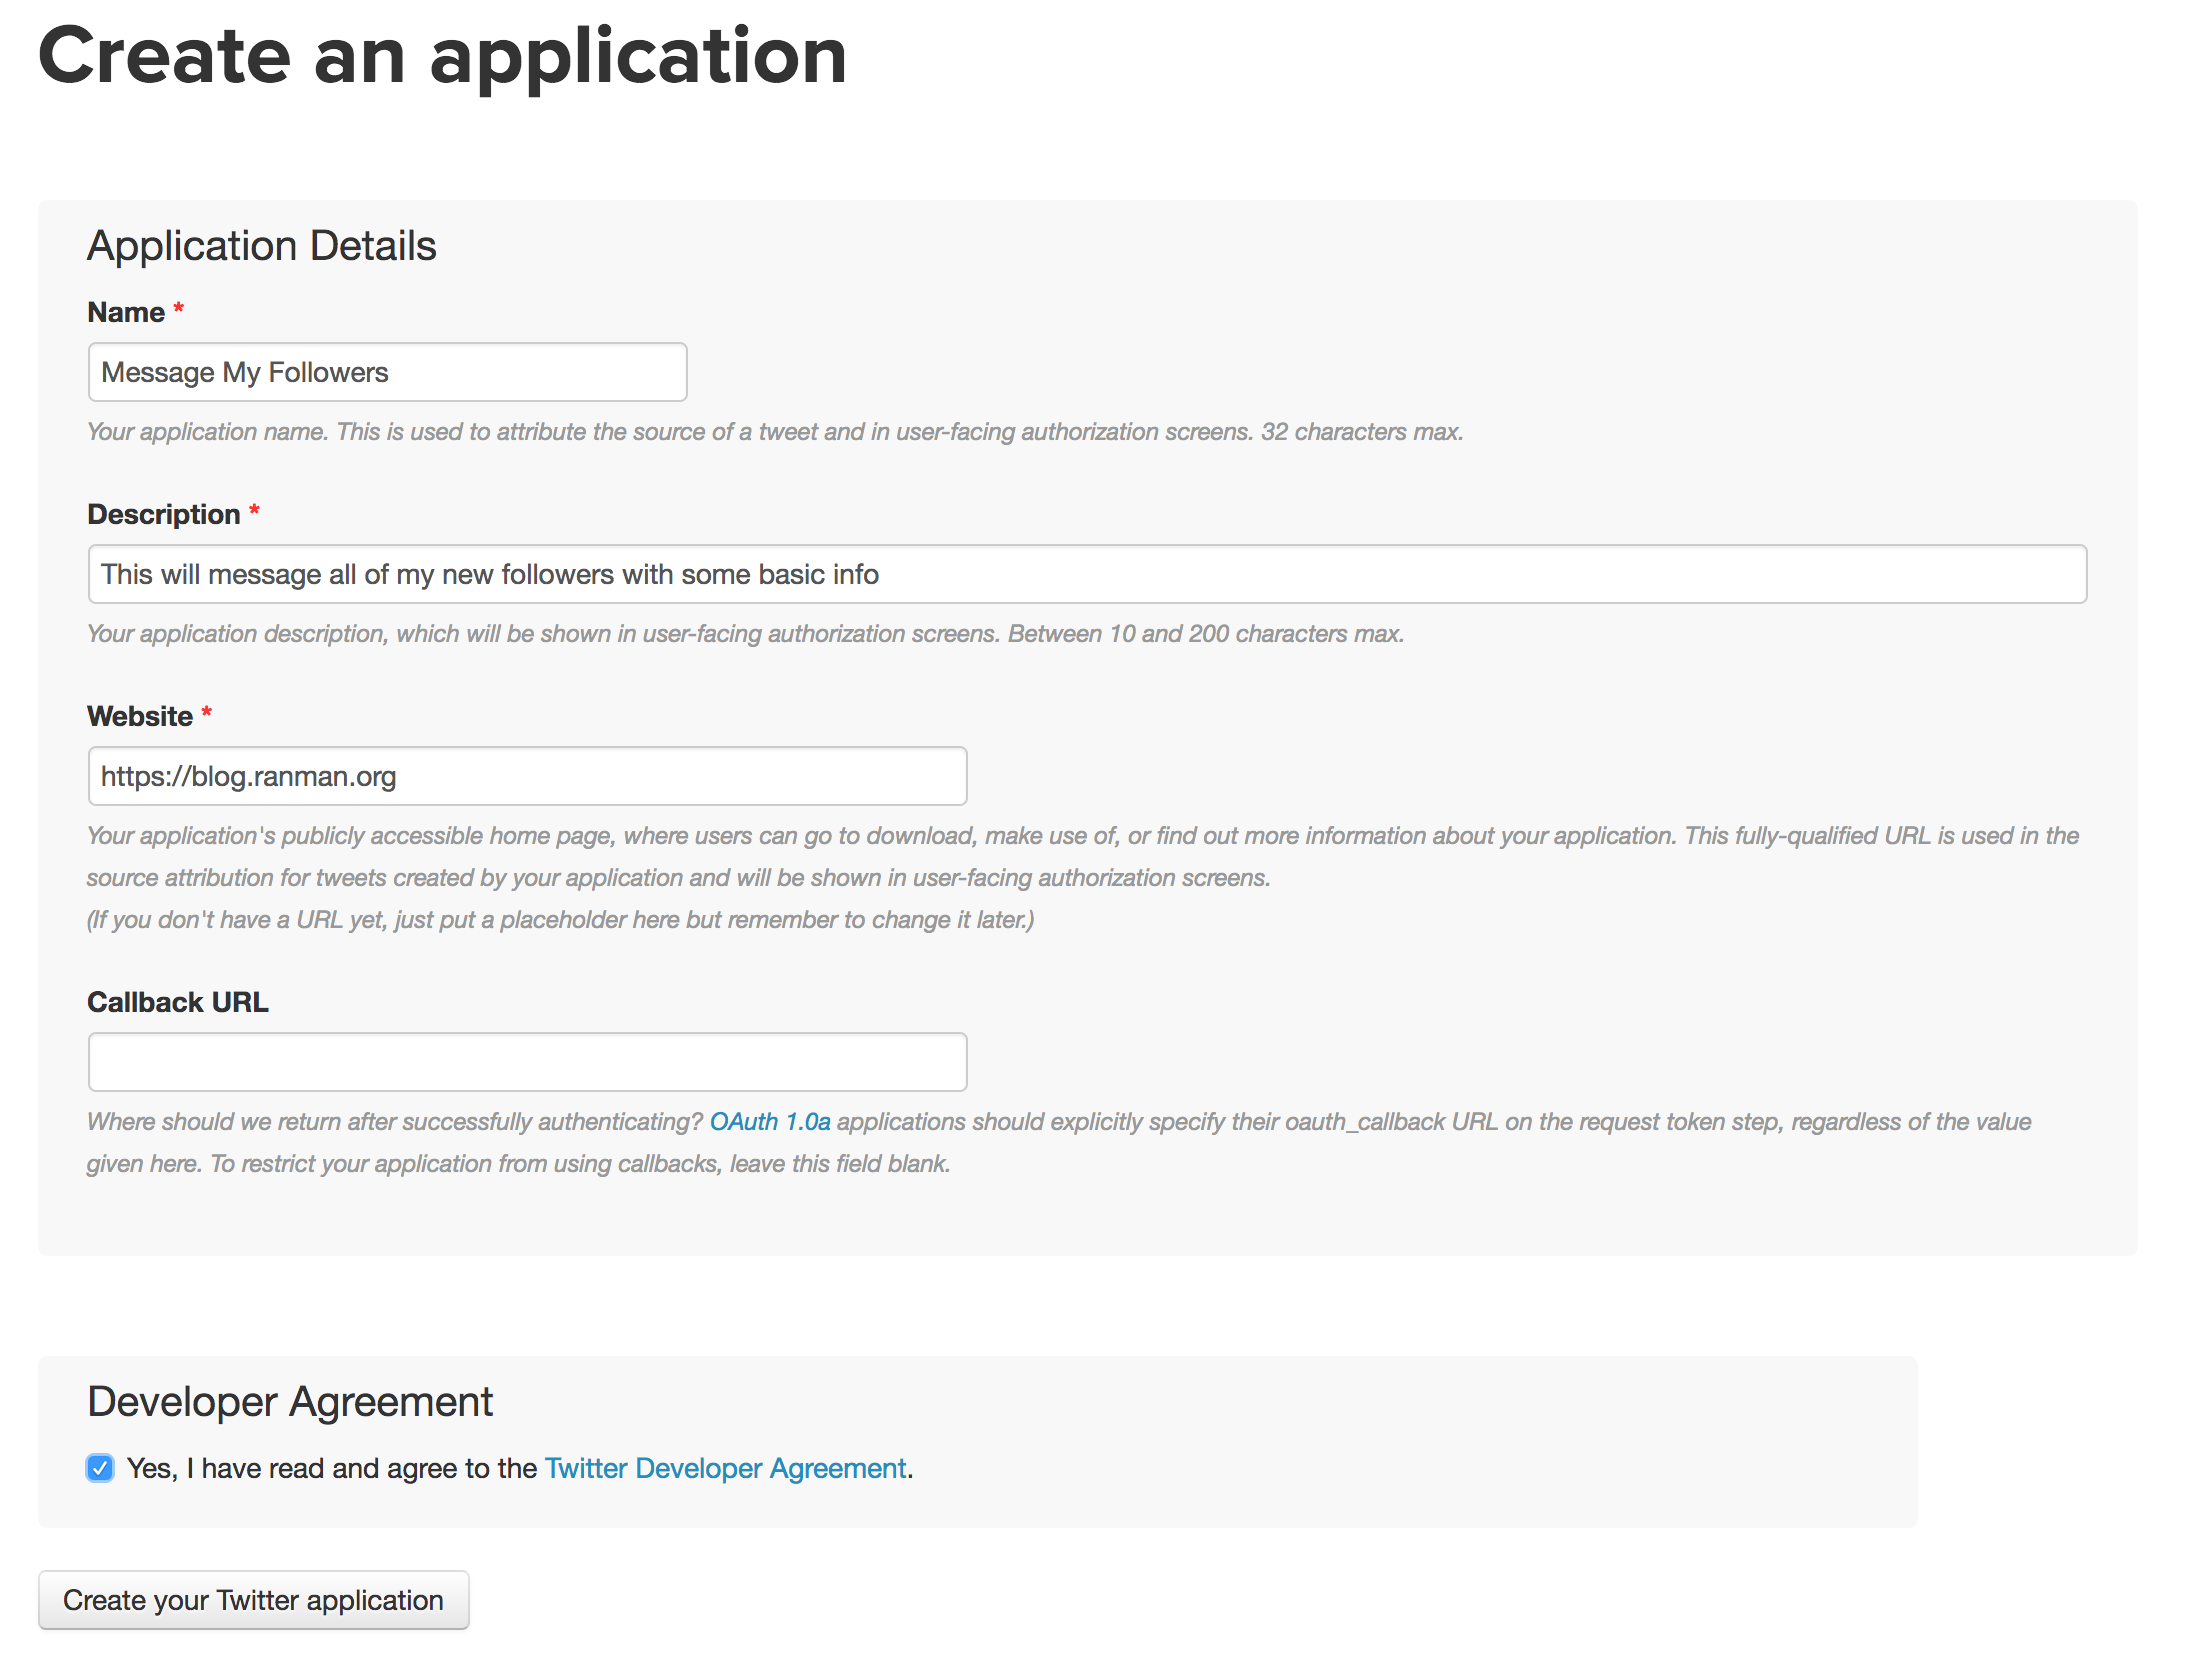 Create an application
Application Details
Name *
Message My Followers
Your application name. This is used to attribute the source of a tweet and in user-facing authorization screens. 32 characters max.
Description *
This will message all of my new followers with some basic info
Your application description, which will be shown in user-facing authorization screens. Between 10 and 200 characters max.
Website *
https://blog.ranman.org
Your application's publicly accessible home page, where users can go to download, make use of, or find out more information about your application. This fully-qualified URL is used in the
source attribution for tweets created by your application and will be shown in user-facing authorization screens.
(If you don't have a URL yet, just put a placeholder here but remember to change it later.)
Callback URL
Where should we return after successfully authenticating? OAuth 1.0a applications should explicitly specify their oauth_callback URL on the request token step, regardless of the value
given here. To restrict your application from using callbacks, leave this field blank.
Developer Agreement
Yes, I have read and agree to the Twitter Developer Agreement.
Create your Twitter application